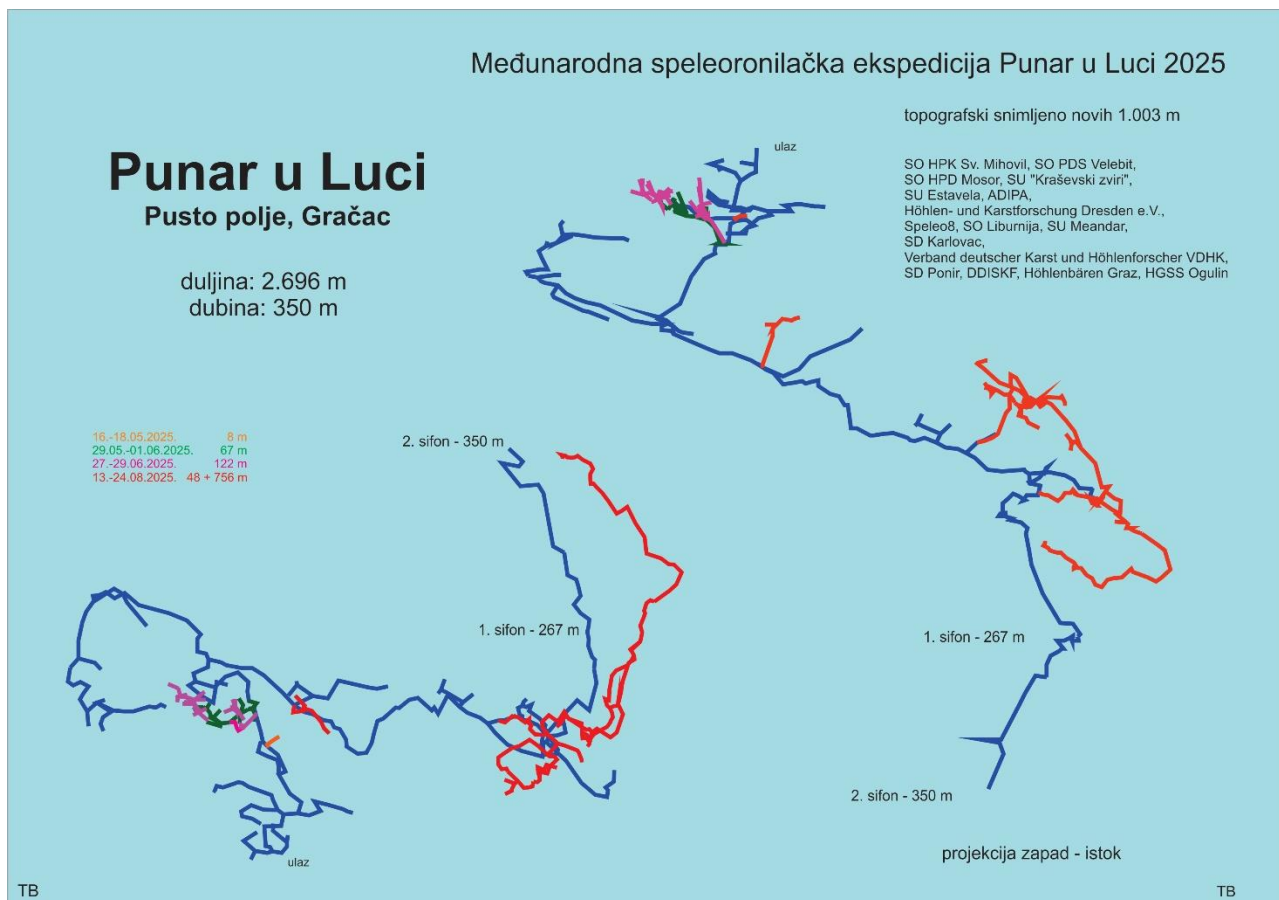 Međunarodna speleoronilačka ekspedicija Punar u Luci 2025
topografski snimljeno novih 1.003 m
Punar u Luci
Pusto polje, Gračac
duljina: 2.696 m
dubina: 350 m
ulaz
SO HPK Sv. Mihovil, SO PDS Velebit,
SO HPD Mosor, SU "Kraševski zviri",
SU Estavela, ADIPA,
Höhlen- und Karstforschung Dresden e.V.,
Speleo8, SO Liburnija, SU Meandar,
SD Karlovac,
Verband deutscher Karst und Höhlenforscher VDHK,
SD Ponir, DDISKF, Höhlenbären Graz, HGSS Ogulin
16.-18.05.2025. 8 m
29.05.-01.06.2025. 67 m
27.-29.06.2025. 122 m
13.-24.08.2025. 48 + 756 m
2. sifon - 350 m
1. sifon - 267 m
ulaz
1. sifon - 267 m
2. sifon - 350 m
projekcija zapad - istok
TB
TB